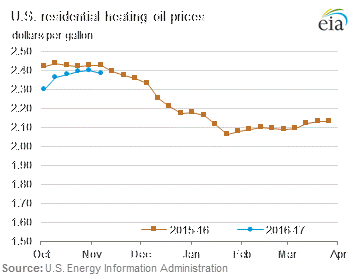 U.S. residential heating oil prices
dollars per gallon
eia
2.50
2.40
2.30
2.20
2.10
2.00
1.90
1.80
1.70
1.60
1.50
Oct Nov Dec Jan Feb Mar Apr
2015-16 2016-17
Source: U.S. Energy Information Administration